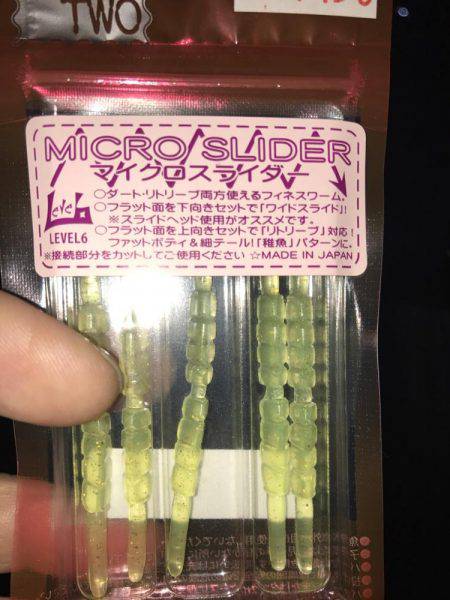 TWO
MICRO SLIDER
マイクロスライダー
Level6
LEVEL6
○ダート・リトリーブ両方使えるフィネスワーム。
○フラット面を下向きセットで「ワイドスライド」!
※スライドヘッド使用がオススメです。
○フラット面を上向きセットで「リトリーブ」対応!
ファットボディ&細テール!「稚魚」パターンに。
※接続部分をカットしてご使用ください ☆MADE IN JAPAN